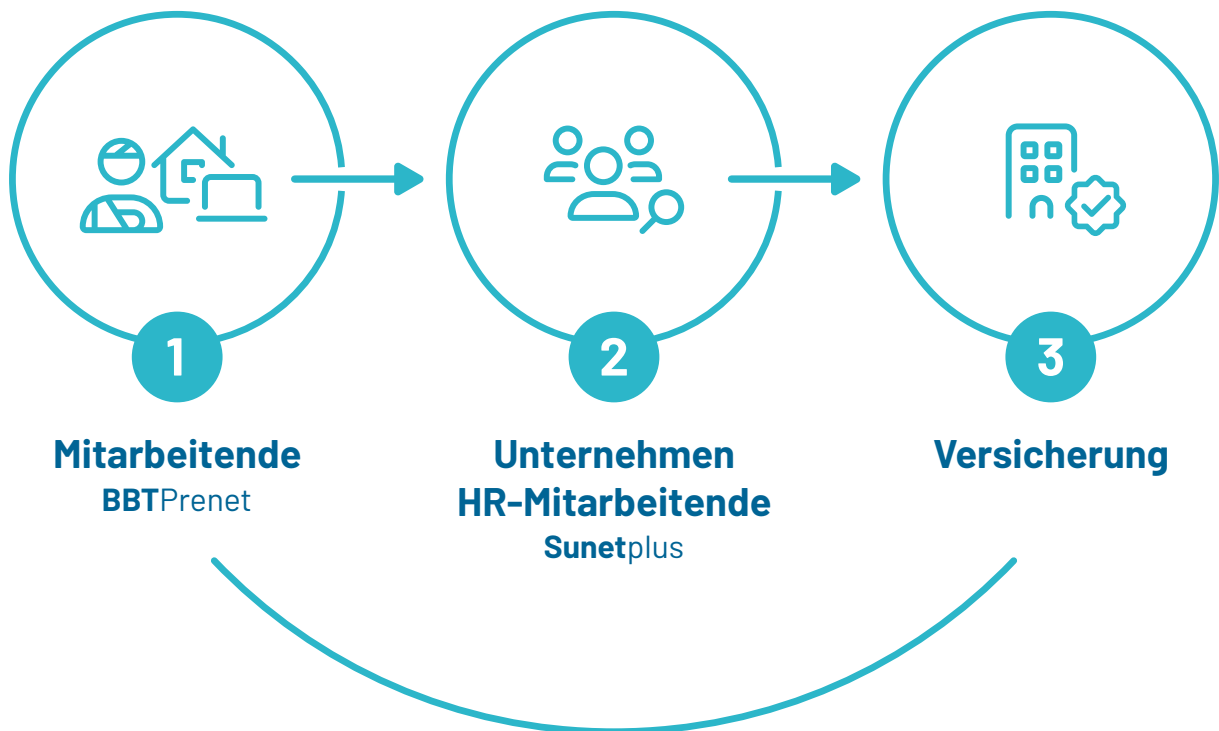 1
2
3
Mitarbeitende
BBTPrenet
Unternehmen
HR-Mitarbeitende
Sunetplus
Versicherung